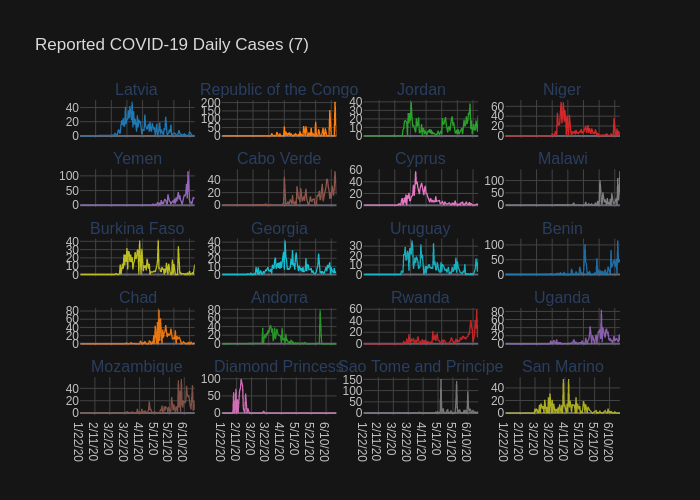 Reported COVID-19 Daily Cases (7)
Latvia Republic of the Congo Jordan Niger
40 20 0 200 150 100 50 0 40 30 20 10 0 60 40 20 0
Yemen Cabo Verde Cyprus Malawi
100 50 0 40 20 0 60 40 20 0 100 50 0
Burkina Faso Georgia Uruguay Benin
40 30 20 10 0 40 30 20 10 0 30 20 10 0 100 50 0
Chad Andorra Rwanda Uganda
80 60 40 20 0 80 60 40 20 0 60 40 20 0 80 60 40 20 0
Mozambique Diamond Princess Sao Tome and Principe San Marino
40 20 0 100 50 0 150 100 50 0 40 20 0
1/22/20 2/11/20 3/2/20 3/22/20 4/11/20 5/1/20 5/21/20 6/10/20 1/22/20 2/11/20 3/2/20 3/22/20 4/11/20 5/1/20 5/21/20 6/10/20 1/22/20 2/11/20 3/2/20 3/22/20 4/11/20 5/1/20 5/21/20 6/10/20 1/22/20 2/11/20 3/2/20 3/22/20 4/11/20 5/1/20 5/21/20 6/10/20